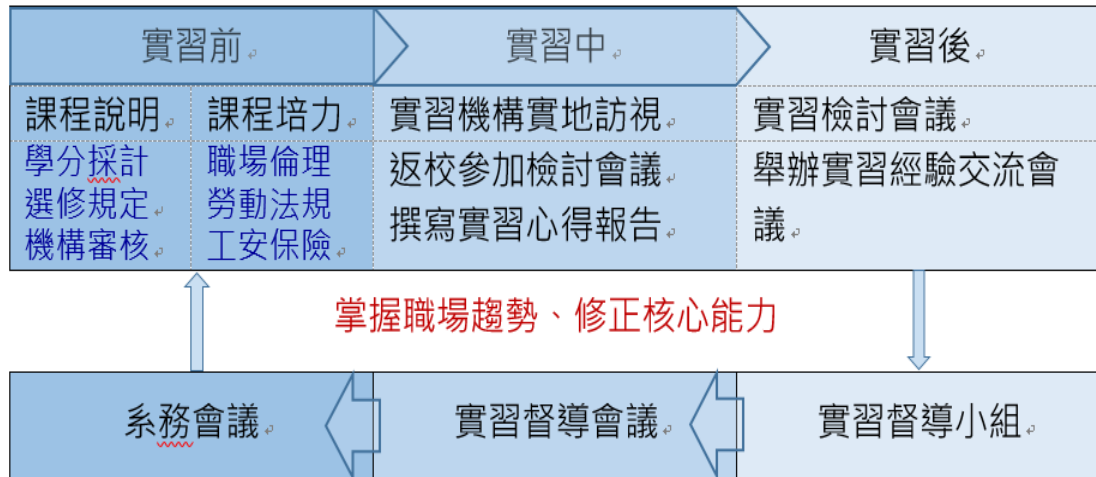 實習前
實習中
實習後
課程說明
課程培力
實習機構實地訪視
實習檢討會議
學分採計
選修規定
機構審核
職場倫理
勞動法規
工安保險
返校參加檢討會議
撰寫實習心得報告
舉辦實習經驗交流會
議
掌握職場趨勢、修正核心能力
系務會議
實習督導會議
實習督導小組